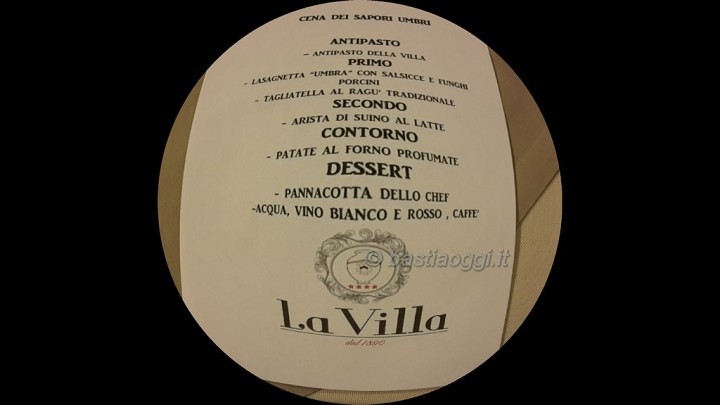 CENA DEI SAPORI UMBRI
ANTIPASTO
- ANTIPASTO DELLA VILLA
PRIMO
- LASAGNETTA "UMBRA" CON SALSICCE E FUNGHI
PORCINI
- TAGLIATELLA AL RAGU' TRADIZIONALE
SECONDO
- ARISTA DI SUINO AL LATTE
CONTORNO
- PATATE AL FORNO PROFUMATE
DESSERT
- PANNACOTTA DELLO CHEF
-ACQUA, VINO BIANCO E ROSSO , CAFFE'
© bastiaoggi.it
La Villa
dal 1890